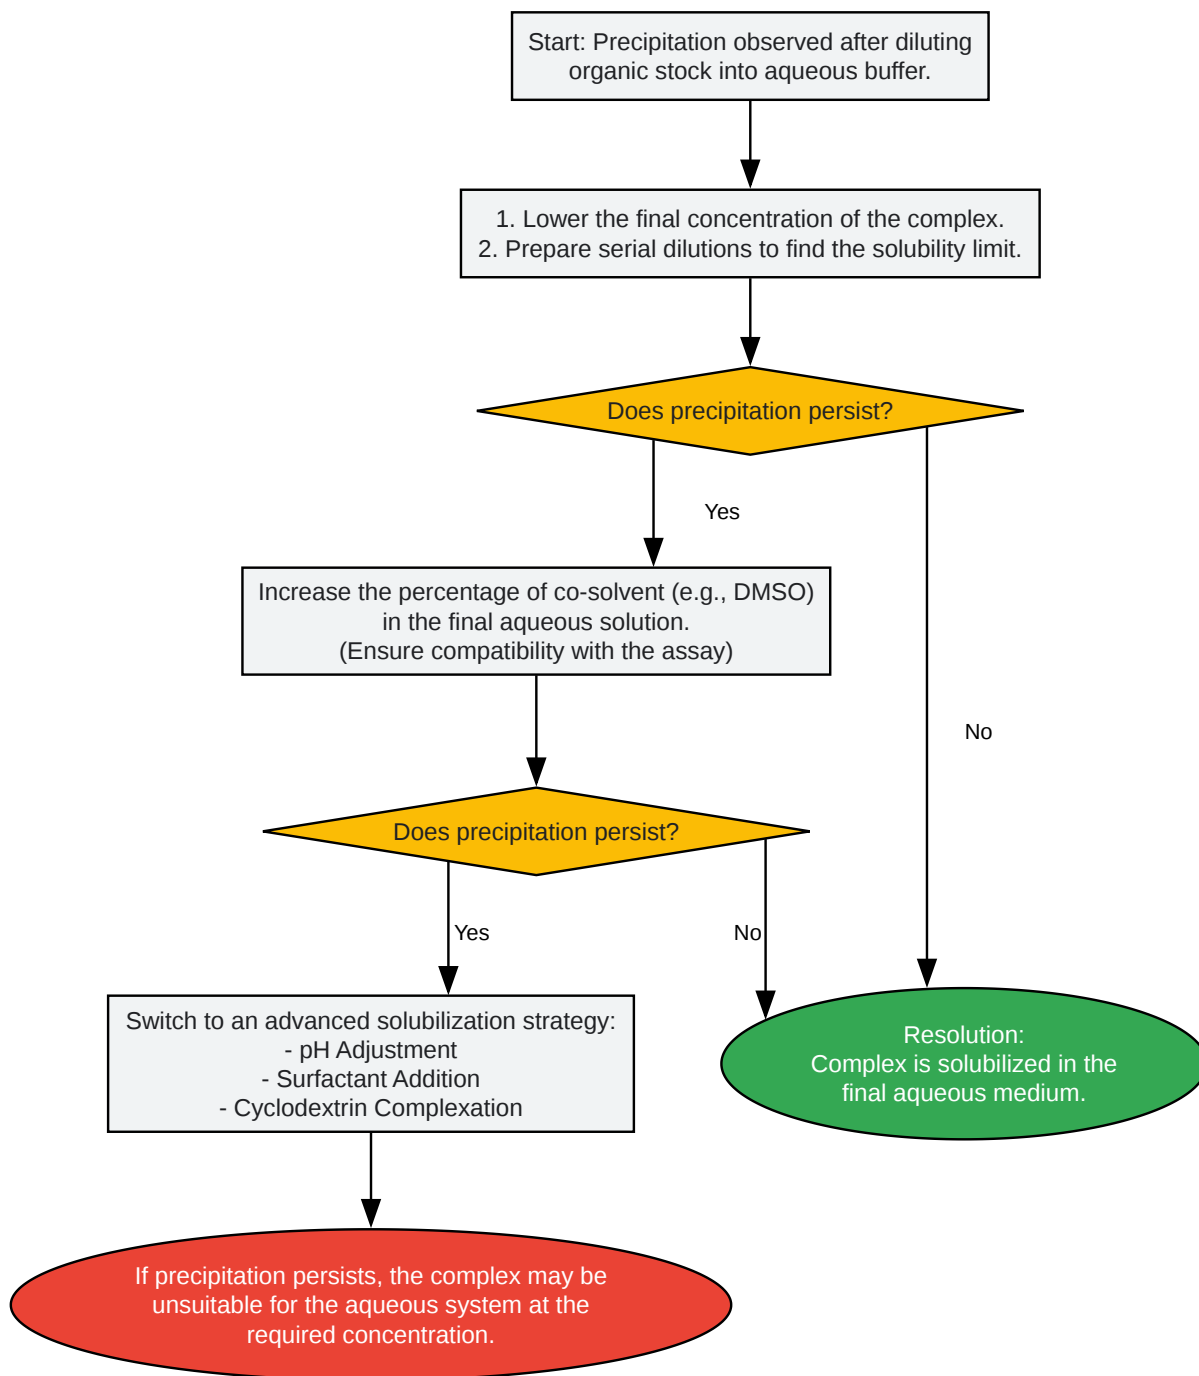 Start: Precipitation observed after diluting
organic stock into aqueous buffer.
1. Lower the final concentration of the complex.
2. Prepare serial dilutions to find the solubility limit.
Does precipitation persist?
Yes
Increase the percentage of co-solvent (e.g., DMSO)
in the final aqueous solution.
(Ensure compatibility with the assay)
No
Does precipitation persist?
Yes
No
Switch to an advanced solubilization strategy:
- pH Adjustment
- Surfactant Addition
- Cyclodextrin Complexation
Resolution:
Complex is solubilized in the
final aqueous medium.
If precipitation persists, the complex may be
unsuitable for the aqueous system at the
required concentration.